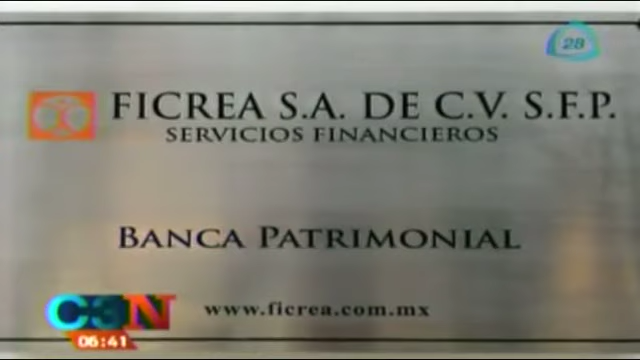 28
FICREA S.A. DE C.V. S.F.P.
SERVICIOS FINANCIEROS
BANCA PATRIMONIAL
www.ficrea.com.mx
C3N
06:41